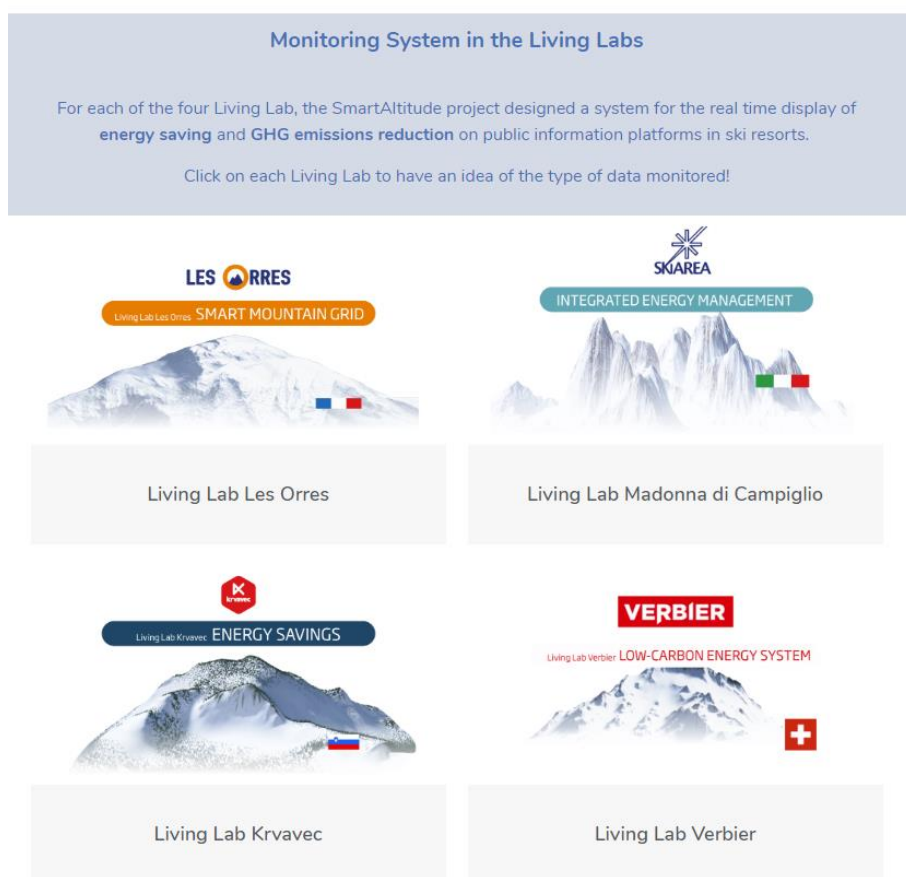 Monitoring System in the Living Labs
For each of the four Living Lab, the SmartAltitude project designed a system for the real time display of
energy saving and GHG emissions reduction on public information platforms in ski resorts.
Click on each Living Lab to have an idea of the type of data monitored!
LES ORRES
Living Lab Les Orres SMART MOUNTAIN GRID
SKIAREA
INTEGRATED ENERGY MANAGEMENT
Living Lab Les Orres
Living Lab Madonna di Campiglio
krvavec
Living Lab Krvavec ENERGY SAVINGS
VERBIER
Living Lab Verbier LOW-CARBON ENERGY SYSTEM
Living Lab Krvavec
Living Lab Verbier